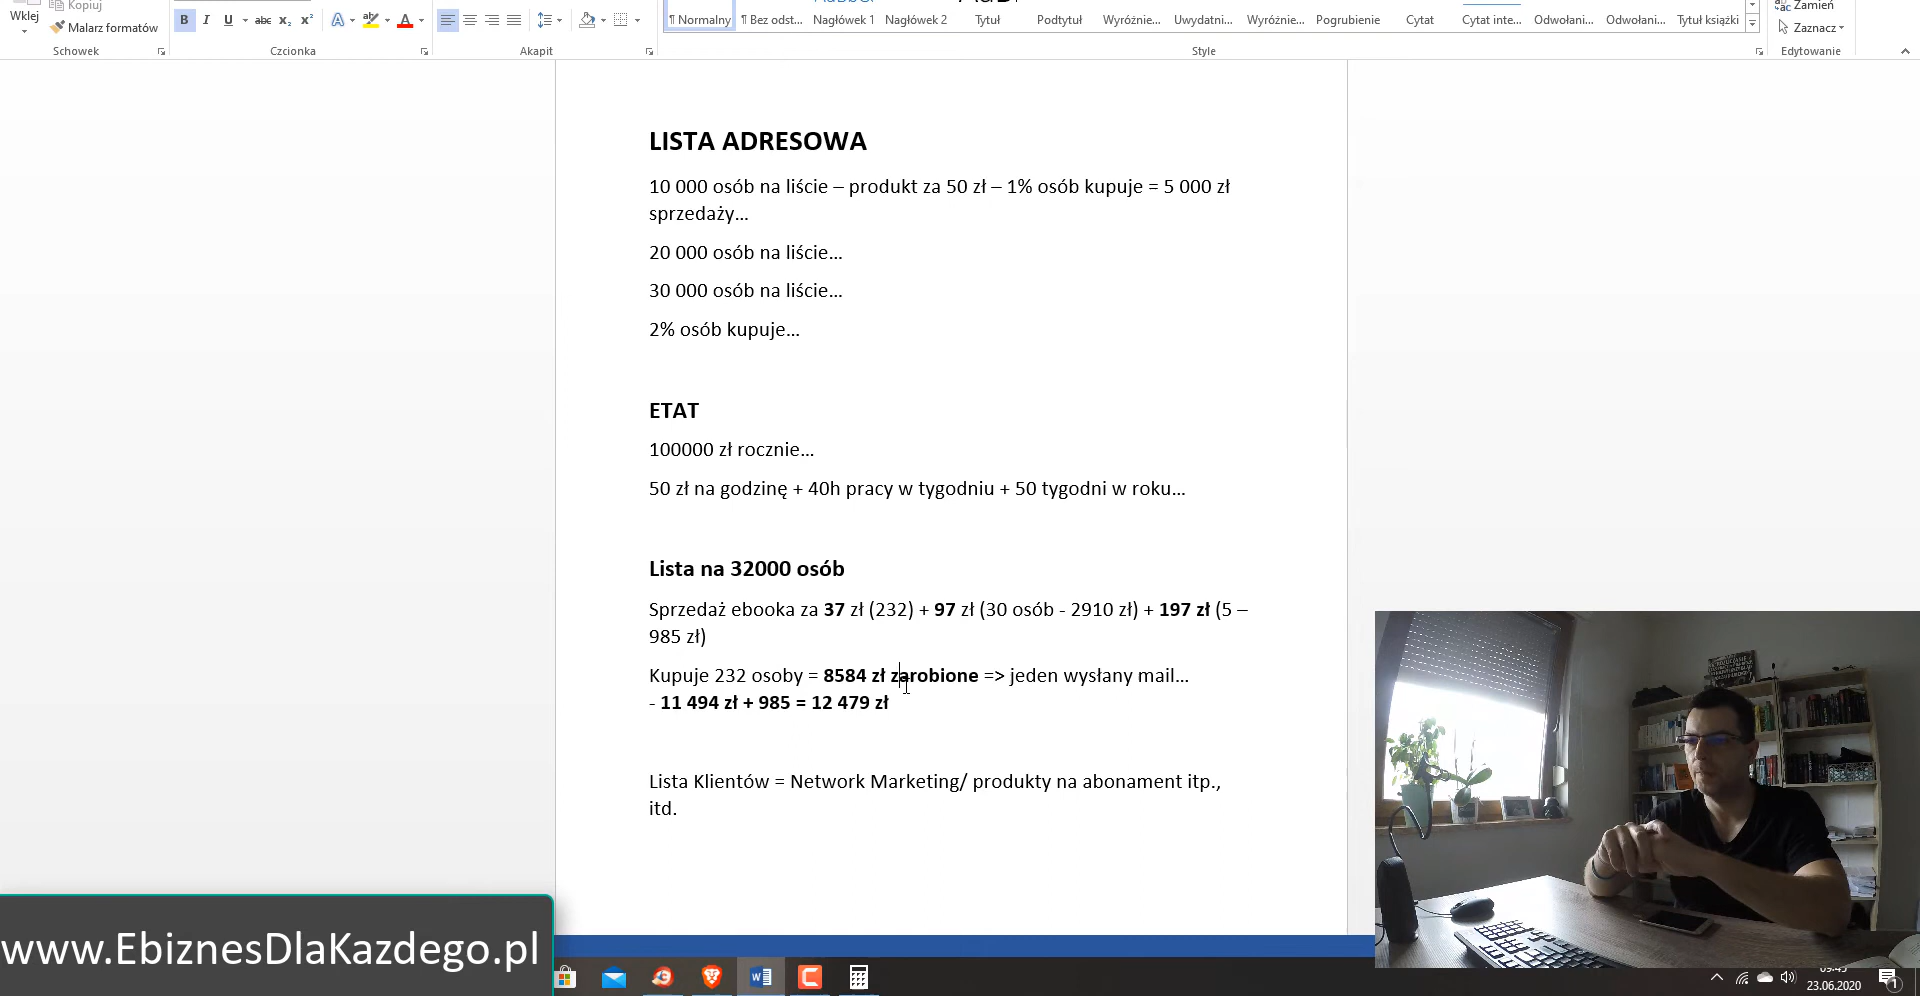 Wklej
Kopiuj
Malarz formatów
Schowek
B I U abc x₂ x² A ab A
Czcionka
Akapit
¶ Normalny ¶ Bez odst... Nagłówek 1 Nagłówek 2 Tytuł Podtytuł Wyróżnie... Uwydatni... Wyróżnie... Pogrubienie Cytat Cytat inte... Odwołani... Odwołani... Tytuł książki
Style
Zamień
Zaznacz
Edytowanie
LISTA ADRESOWA
10 000 osób na liście – produkt za 50 zł – 1% osób kupuje = 5 000 zł
sprzedaży...
20 000 osób na liście...
30 000 osób na liście...
2% osób kupuje...
ETAT
100000 zł rocznie...
50 zł na godzinę + 40h pracy w tygodniu + 50 tygodni w roku...
Lista na 32000 osób
Sprzedaż ebooka za 37 zł (232) + 97 zł (30 osób - 2910 zł) + 197 zł (5 –
985 zł)
Kupuje 232 osoby = 8584 zł zarobione => jeden wysłany mail...
- 11 494 zł + 985 = 12 479 zł
Lista Klientów = Network Marketing/ produkty na abonament itp.,
itd.
www.EbiznesDlaKazdego.pl
23.06.2020
1